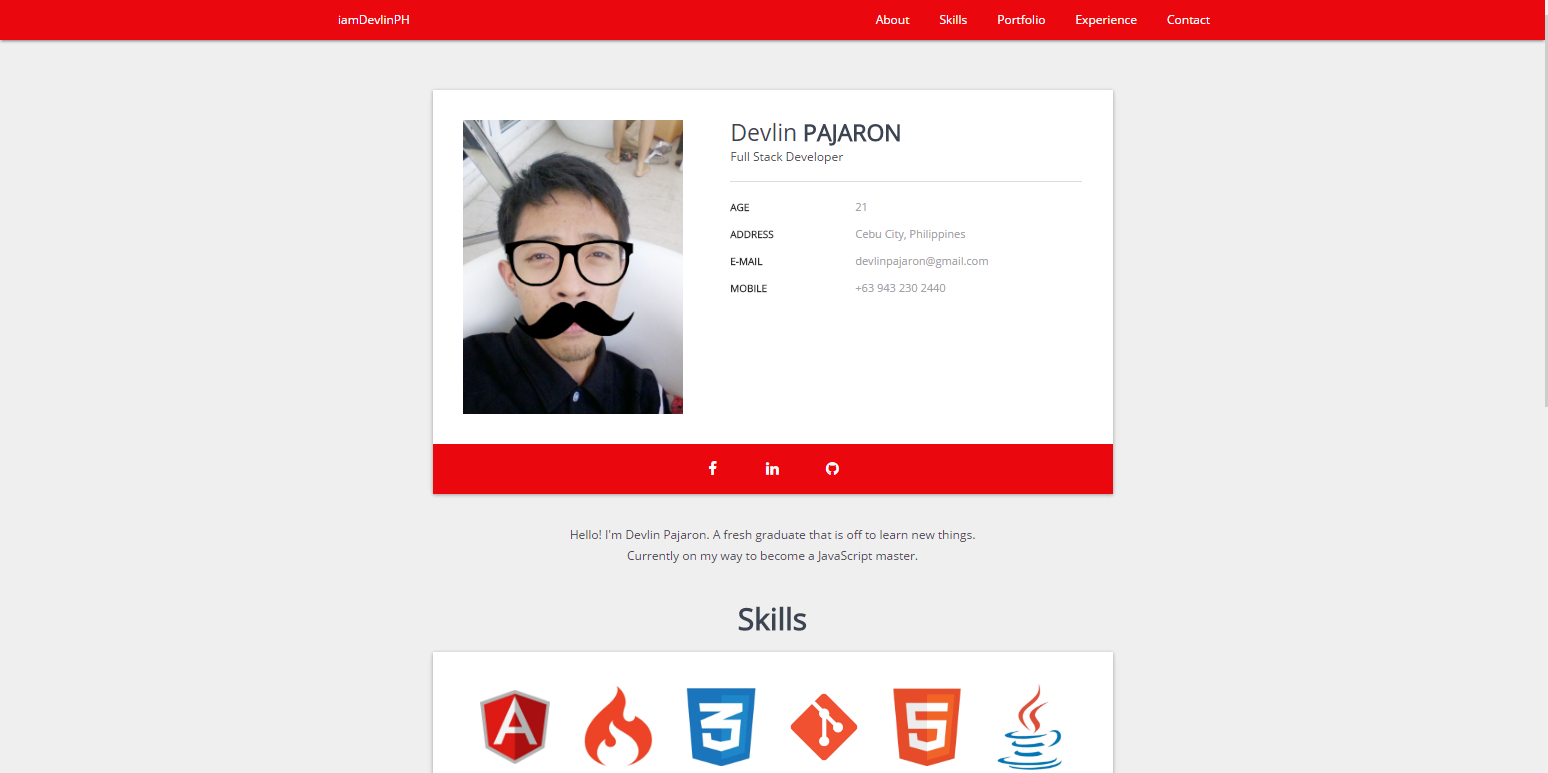 iamDevlinPH
About Skills Portfolio Experience Contact
Devlin PAJARON
Full Stack Developer
AGE 21
ADDRESS Cebu City, Philippines
E-MAIL devlinpajaron@gmail.com
MOBILE +63 943 230 2440
Hello! I'm Devlin Pajaron. A fresh graduate that is off to learn new things.
Currently on my way to become a JavaScript master.
Skills